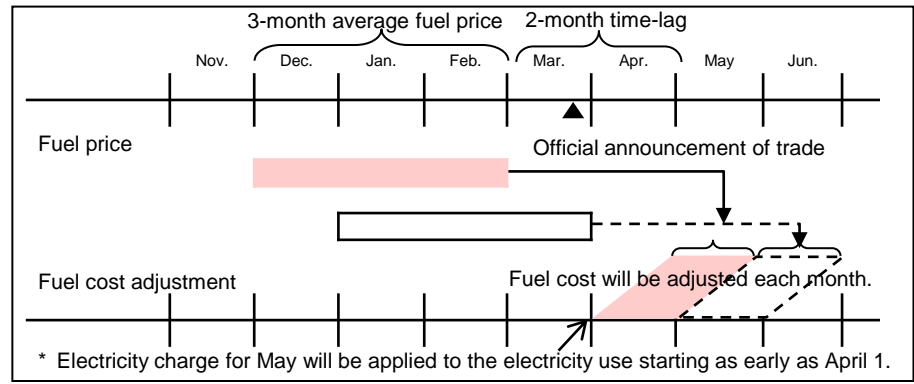 3-month average fuel price 2-month time-lag
Nov. Dec. Jan. Feb. Mar. Apr. May Jun.
Fuel price
Official announcement of trade
Fuel cost adjustment
Fuel cost will be adjusted each month.
* Electricity charge for May will be applied to the electricity use starting as early as April 1.